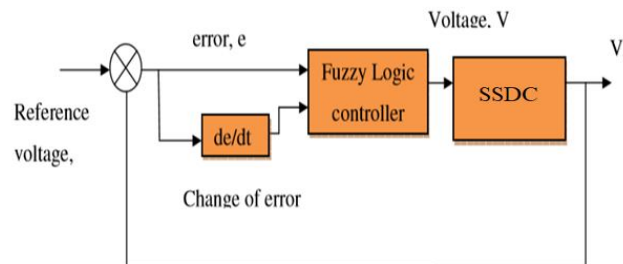 Voltage. V
error, e
V
Fuzzy Logic
controller
SSDC
Reference
voltage,
de/dt
Change of error